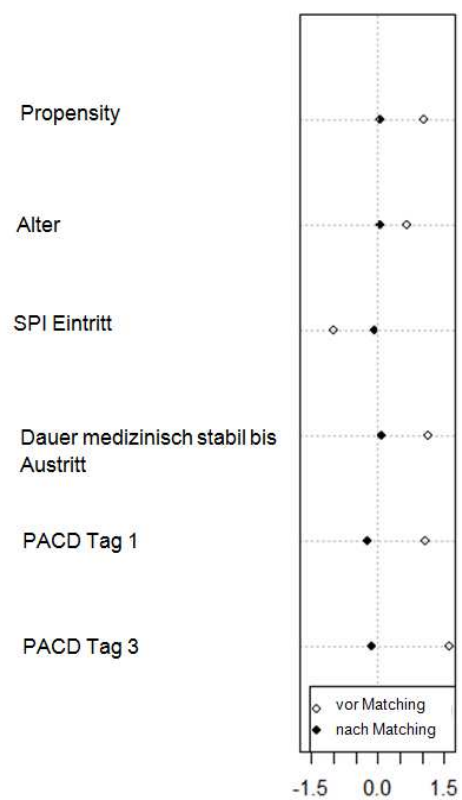 Propensity
Alter
SPI Eintritt
Dauer medizinisch stabil bis
Austritt
PACD Tag 1
PACD Tag 3
vor Matching
nach Matching
-1.5 0.0 1.5